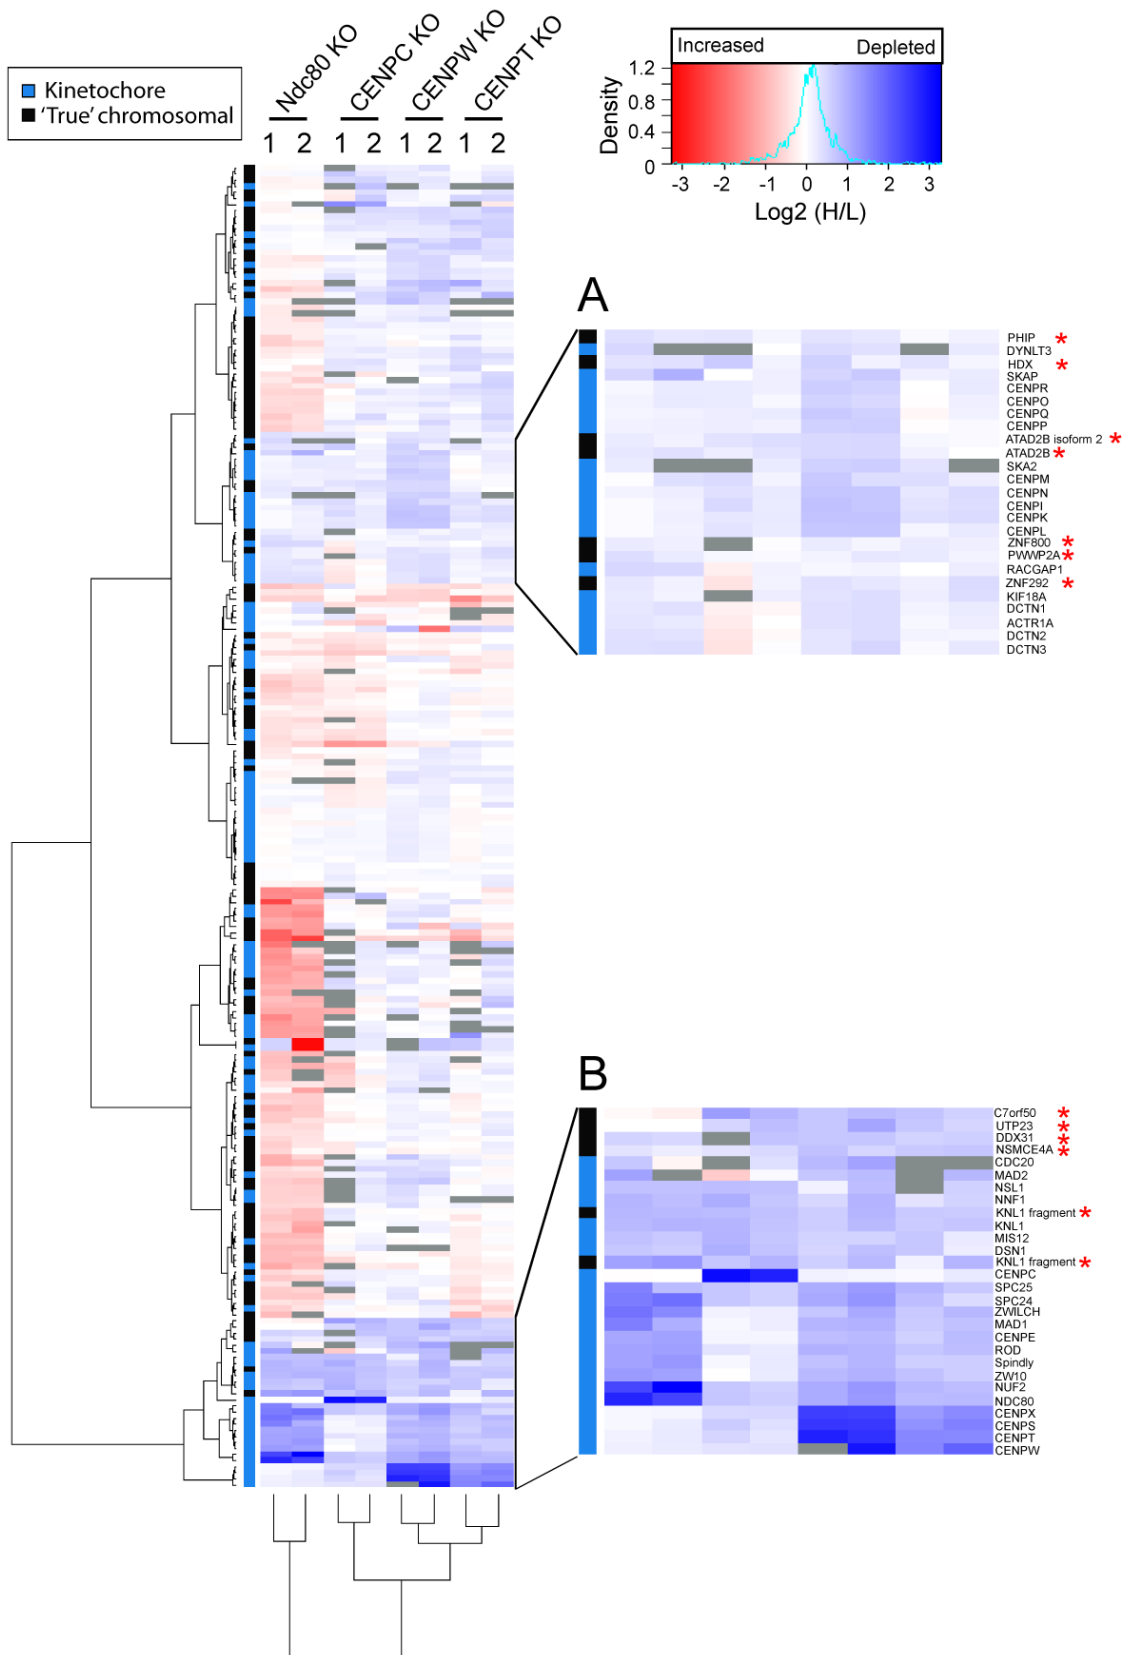 Ndc80 KO
CENPC KO
CENPW KO
CENPT KO
1 2 1 2 1 2 1 2
Kinetochore
'True' chromosomal
Increased Depleted
Density
1.2
0.8
0.4
0
-3 -2 -1 0 1 2 3
Log2 (H/L)
A
PHIP *
DYNLT3
HDX *
SKAP
CENPR
CENPO
CENPQ
CENPP
ATAD2B isoform 2 *
ATAD2B *
SKA2
CENPM
CENPN
CENPI
CENPK
CENPL
ZNF800 *
PWWP2A *
RACGAP1
ZNF292 *
KIF18A
DCTN1
ACTR1A
DCTN2
DCTN3
B
C7orf50 *
UTP23 *
DDX31 *
NSMCE4A *
CDC20
MAD2
NSL1
NNF1
KNL1 fragment *
KNL1
MIS12
DSN1
KNL1 fragment *
CENPC
SPC25
SPC24
ZWILCH
MAD1
CENPE
ROD
Spindly
ZW10
NUF2
NDC80
CENPX
CENPS
CENPT
CENPW